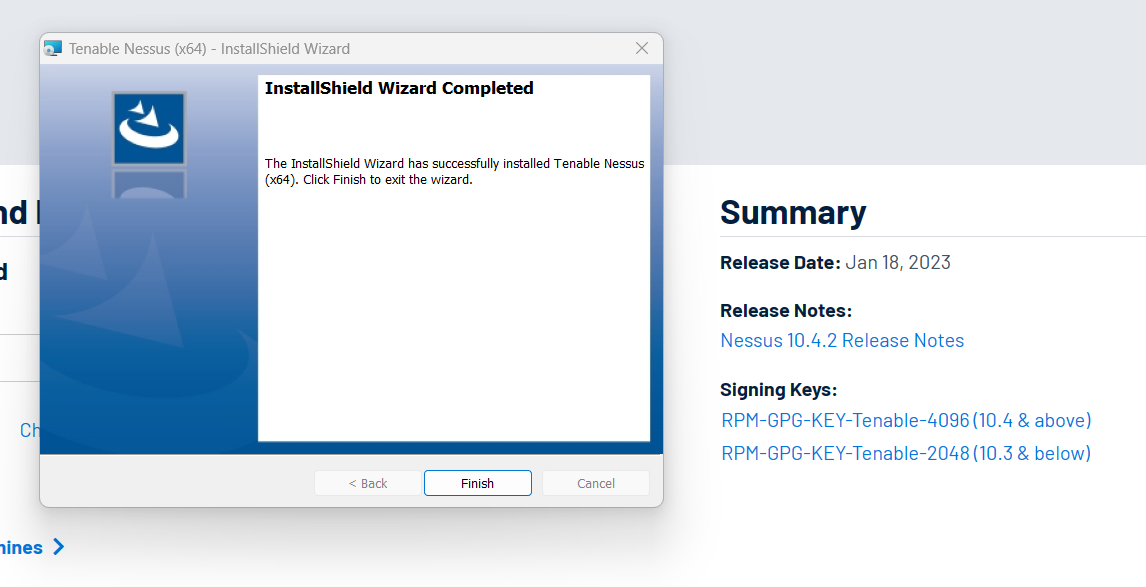 Tenable Nessus (x64) - InstallShield Wizard
InstallShield Wizard Completed
The InstallShield Wizard has successfully installed Tenable Nessus
(x64). Click Finish to exit the wizard.
< Back
Finish
Cancel
Summary
Release Date: Jan 18, 2023
Release Notes:
Nessus 10.4.2 Release Notes
Signing Keys:
RPM-GPG-KEY-Tenable-4096 (10.4 & above)
RPM-GPG-KEY-Tenable-2048 (10.3 & below)